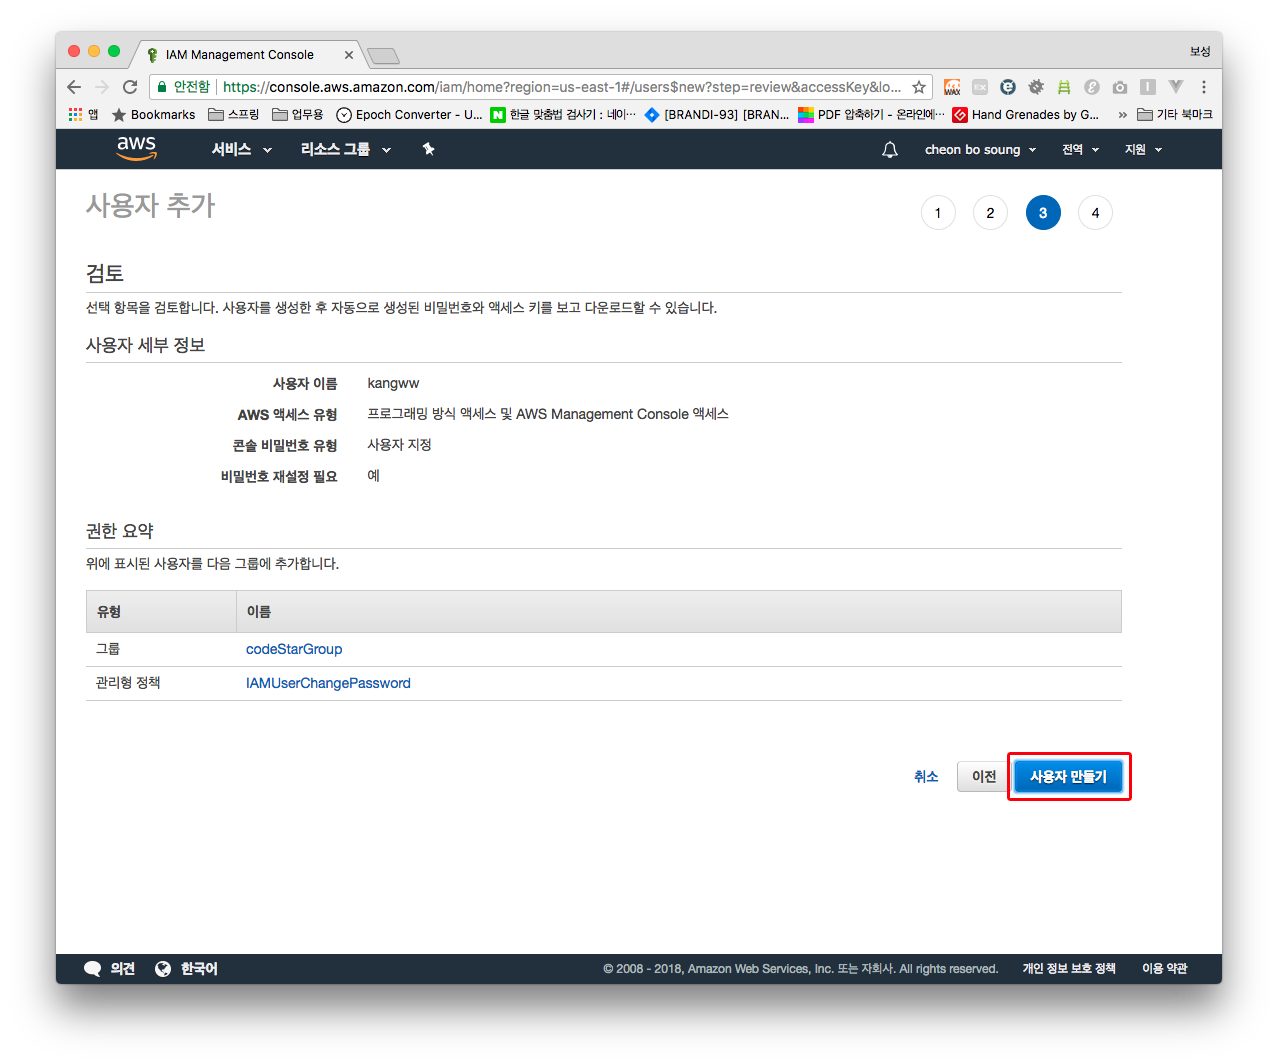 IAM Management Console
보성
안전함 https://console.aws.amazon.com/iam/home?region=us-east-1#/users$new?step=review&accessKey&lo...
앱 Bookmarks 스프링 업무용 Epoch Converter - U... 한글 맞춤법 검사기 : 네이... [BRANDI-93] [BRAN... PDF 압축하기 - 온라인에... Hand Grenades by G... » 기타 북마크
aws 서비스 리소스 그룹 cheon bo soung 전역 지원
사용자 추가
1 2 3 4
검토
선택 항목을 검토합니다. 사용자를 생성한 후 자동으로 생성된 비밀번호와 액세스 키를 보고 다운로드할 수 있습니다.
사용자 세부 정보
사용자 이름 kangww
AWS 액세스 유형 프로그래밍 방식 액세스 및 AWS Management Console 액세스
콘솔 비밀번호 유형 사용자 지정
비밀번호 재설정 필요 예
권한 요약
위에 표시된 사용자를 다음 그룹에 추가합니다.
유형 이름
그룹 codeStarGroup
관리형 정책 IAMUserChangePassword
취소 이전 사용자 만들기
의견 한국어 © 2008 - 2018, Amazon Web Services, Inc. 또는 자회사. All rights reserved. 개인 정보 보호 정책 이용 약관